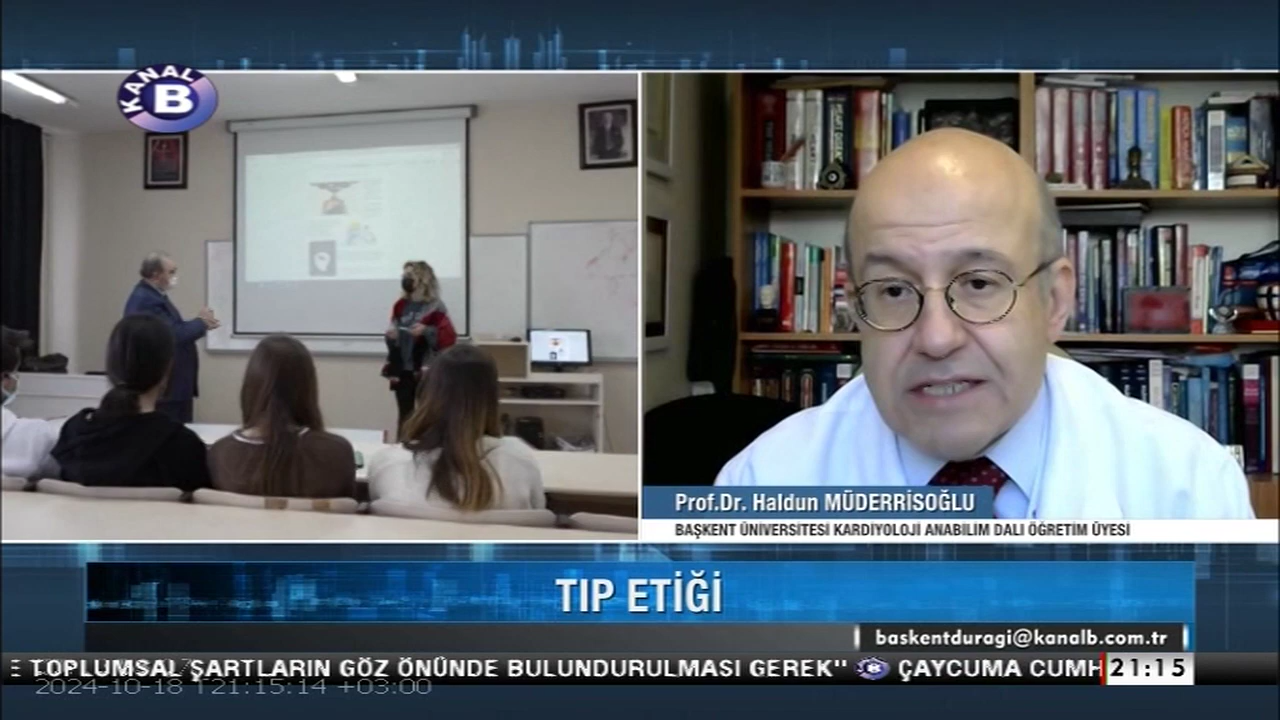 KANAL
B
Prof.Dr. Haldun MÜDERRİSOĞLU
BAŞKENT ÜNİVERSİTESİ KARDİYOLOJİ ANABİLİM DALI ÖĞRETİM ÜYESİ
TIP ETİĞİ
baskentduragi@kanalb.com.tr
E TOPLUMSAL ŞARTLARIN GÖZ ÖNÜNDE BULUNDURULMASI GEREK" B ÇAYCUMA CUMH
21:15
2024-10-18 T21:15:14 +03:00